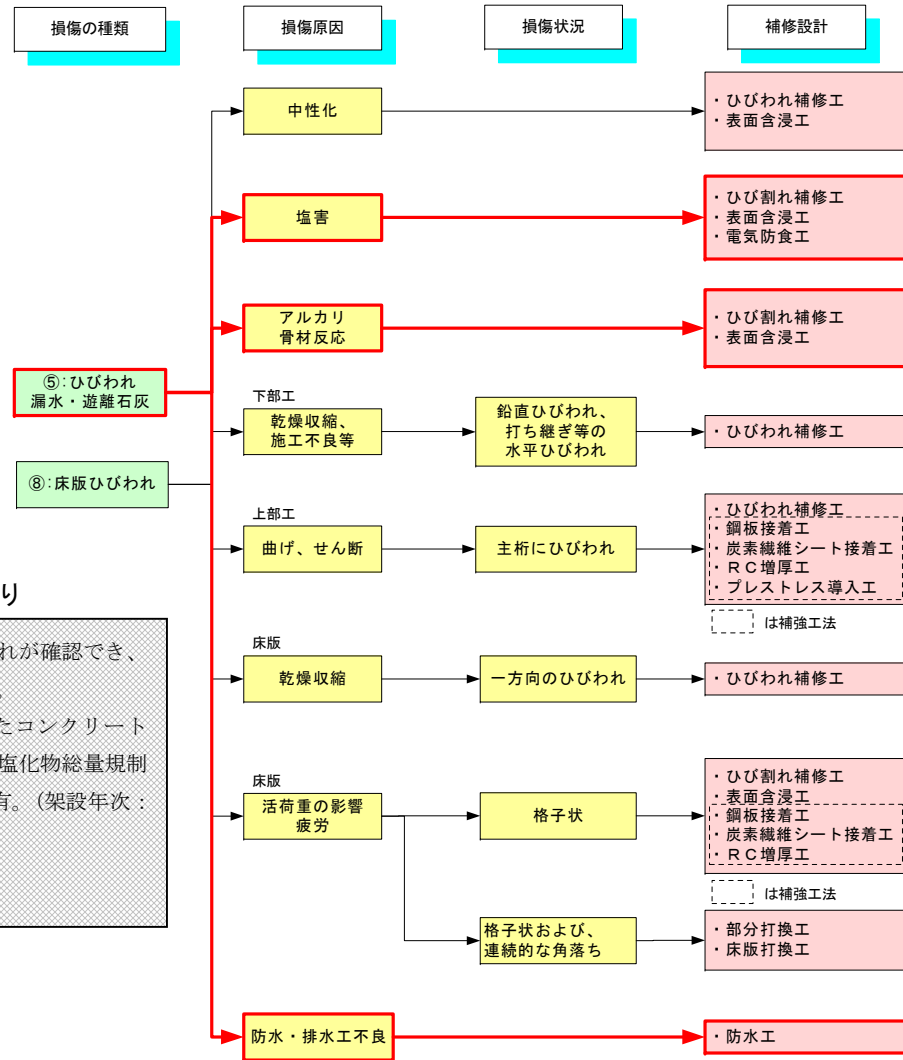 損傷の種類
損傷原因
損傷状況
補修設計
中性化
・ひびわれ補修工
・表面含浸工
塩害
・ひび割れ補修工
・表面含浸工
・電気防食工
アルカリ
骨材反応
・ひび割れ補修工
・表面含浸工
⑤:ひびわれ
漏水・遊離石灰
⑧:床版ひびわれ
下部工
乾燥収縮、
施工不良等
鉛直ひびわれ、
打ち継ぎ等の
水平ひびわれ
・ひびわれ補修工
上部工
曲げ、せん断
主桁にひびわれ
・ひびわれ補修工
・鋼板接着工
・炭素繊維シート接着工
・RC増厚工
・プレストレス導入工
は補強工法
り
れが確認でき、
。
たコンクリート
塩化物総量規制
有。(架設年次:
床版
乾燥収縮
一方向のひびわれ
・ひびわれ補修工
床版
活荷重の影響
疲労
格子状
・ひび割れ補修工
・表面含浸工
・鋼板接着工
・炭素繊維シート接着工
・RC増厚工
は補強工法
格子状および、
連続的な角落ち
・部分打換工
・床版打換工
防水・排水工不良
・防水工